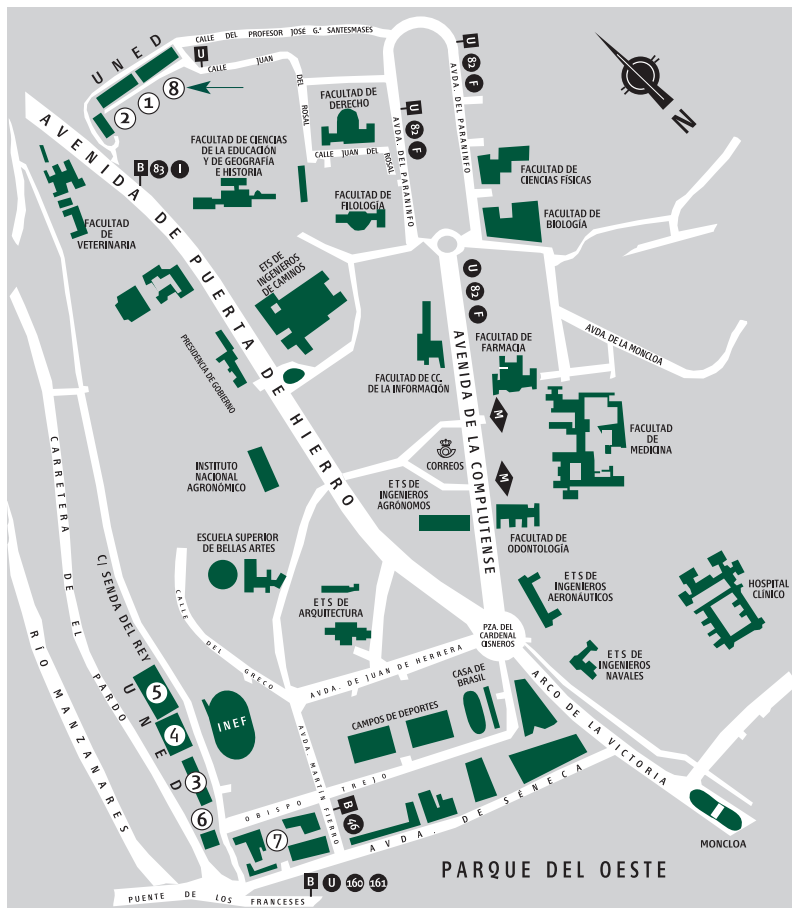 CALLE DEL PROFESOR JOSÉ G.ª SANTESMASES
UNED
U
CALLE JUAN DEL ROSAL
8
1
2
U
82
F
AVDA. DEL PARANINFO
N
FACULTAD DE
DERECHO
U
82
F
AVDA. DEL PARANINFO
AVENIDA DE PUERTA DE HIERRO
B
83
I
FACULTAD DE CIENCIAS
DE LA EDUCACIÓN
Y DE GEOGRAFÍA
E HISTORIA
CALLE JUAN DEL
ROSAL
FACULTAD DE
CIENCIAS FÍSICAS
FACULTAD DE
FILOLOGÍA
FACULTAD DE
BIOLOGÍA
FACULTAD
DE
VETERINARIA
ETS DE
INGENIEROS
DE CAMINOS
U
82
F
AVENIDA DE LA COMPLUTENSE
FACULTAD DE
FARMACIA
AVDA. DE LA MONCLOA
PRESIDENCIA DE GOBIERNO
FACULTAD DE CC.
DE LA INFORMACIÓN
M
FACULTAD
DE
MEDICINA
CARRETERA DE EL PARDO
INSTITUTO
NACIONAL
AGRONÓMICO
CORREOS
M
ETS DE
INGENIEROS
AGRÓNOMOS
FACULTAD DE
ODONTOLOGÍA
ESCUELA SUPERIOR
DE BELLAS ARTES
C/ SENDA DEL REY
ETS DE
INGENIEROS
AERONÁUTICOS
HOSPITAL
CLÍNICO
ETS DE
ARQUITECTURA
CALLE DEL GRECO
PZA. DEL
CARDENAL
CISNEROS
ETS DE
INGENIEROS
NAVALES
RÍO MANZANARES
AVDA. DE JUAN DE HERRERA
CASA DE
BRASIL
ARCO DE LA VICTORIA
UNED
5
4
3
6
INEF
CAMPOS DE DEPORTES
AVDA. MARTÍN FIERRO
OBISPO TREJO
B
46
7
AVDA. DE SÉNECA
MONCLOA
PARQUE DEL OESTE
B
U
160
161
PUENTE DE LOS FRANCESES